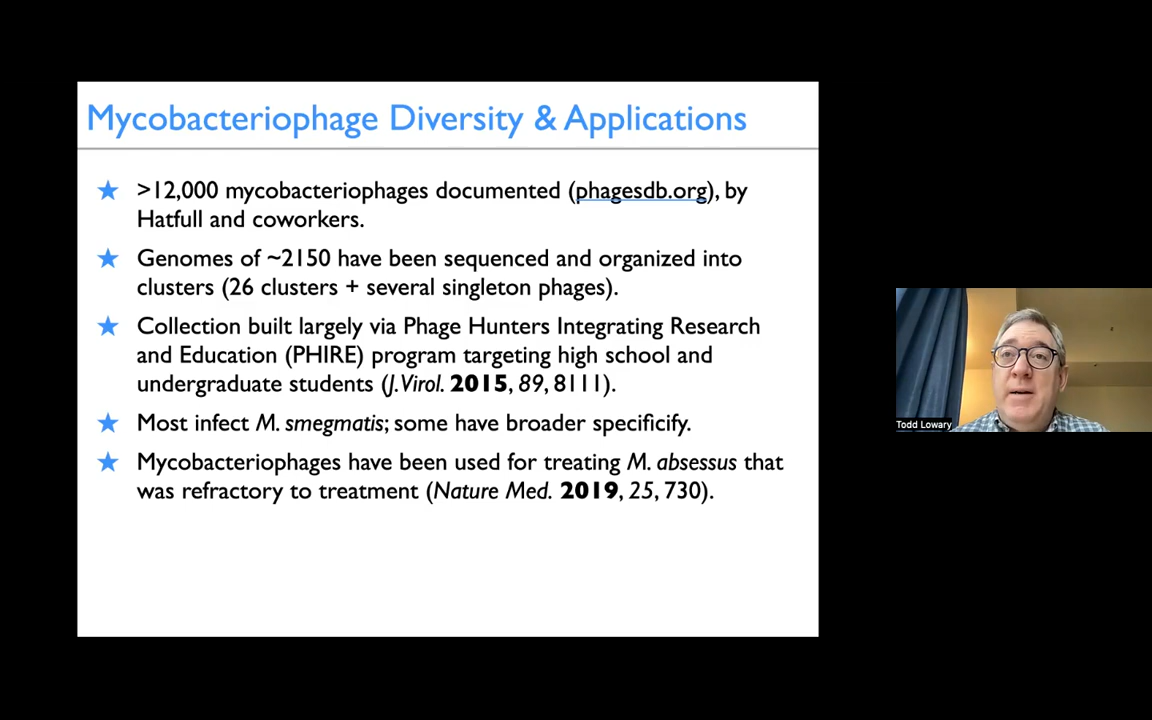 Mycobacteriophage Diversity & Applications
★ >12,000 mycobacteriophages documented (phagesdb.org), by
Hatfull and coworkers.
★ Genomes of ~2150 have been sequenced and organized into
clusters (26 clusters + several singleton phages).
★ Collection built largely via Phage Hunters Integrating Research
and Education (PHIRE) program targeting high school and
undergraduate students (J. Virol. 2015, 89, 8111).
★ Most infect M. smegmatis; some have broader specificify.
★ Mycobacteriophages have been used for treating M. absessus that
was refractory to treatment (Nature Med. 2019, 25, 730).
Todd Lowary